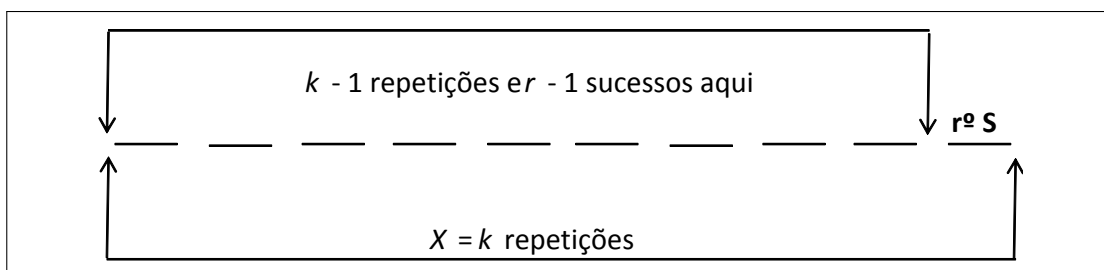 k - 1 repetições e r - 1 sucessos aqui
rº S
X = k repetições